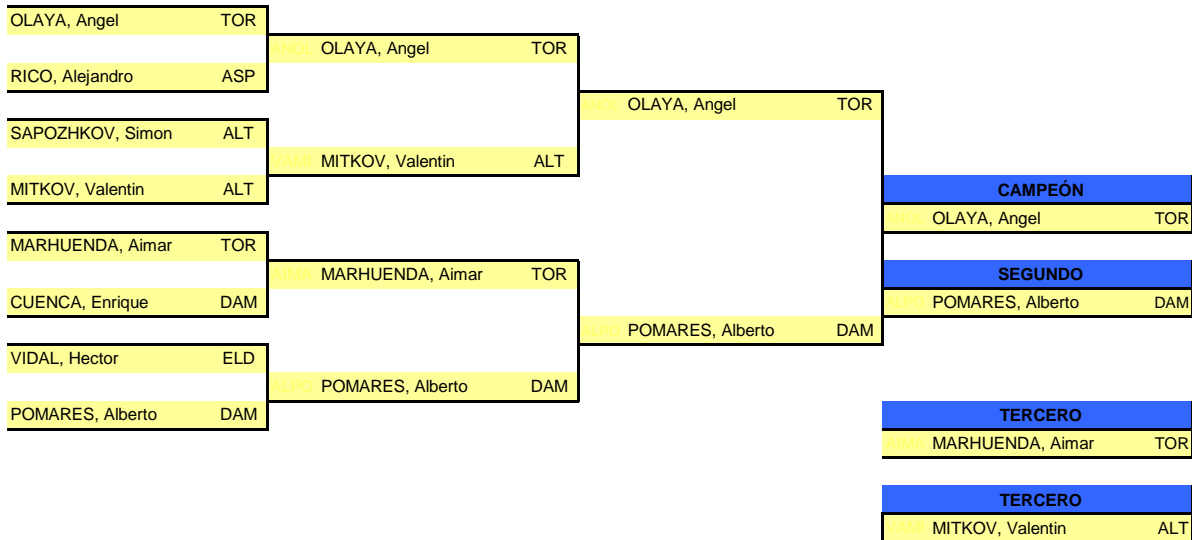 OLAYA, Angel TOR
OLAYA, Angel TOR
RICO, Alejandro ASP
OLAYA, Angel TOR
SAPOZHKOV, Simon ALT
MITKOV, Valentin ALT
MITKOV, Valentin ALT
CAMPEÓN
OLAYA, Angel TOR
MARHUENDA, Aimar TOR
MARHUENDA, Aimar TOR
SEGUNDO
CUENCA, Enrique DAM
POMARES, Alberto DAM
POMARES, Alberto DAM
VIDAL, Hector ELD
POMARES, Alberto DAM
POMARES, Alberto DAM
TERCERO
MARHUENDA, Aimar TOR
TERCERO
MITKOV, Valentin ALT